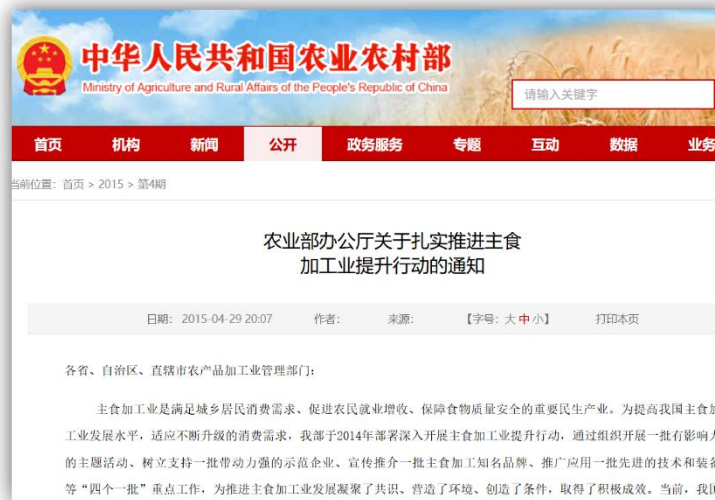 中华人民共和国农业农村部
Ministry of Agriculture and Rural Affairs of the People's Republic of China
请输入关键字
首页 机构 新闻 公开 政务服务 专题 互动 数据 业务
当前位置：首页 > 2015 > 第4期
农业部办公厅关于扎实推进主食
加工业提升行动的通知
日期： 2015-04-29 20:07 作者： 来源： 【字号：大 中 小】 打印本页
各省、自治区、直辖市农产品加工业管理部门：
主食加工业是满足城乡居民消费需求、促进农民就业增收、保障食物质量安全的重要民生产业。为提高我国主食加
工业发展水平，适应不断升级的消费需求，我部于2014年部署深入开展主食加工业提升行动，通过组织开展一批有影响力
的主题活动、树立支持一批带动力强的示范企业、宣传推介一批主食加工知名品牌、推广应用一批先进的技术和装备
等“四个一批”重点工作，为推进主食加工业发展凝聚了共识、营造了环境、创造了条件，取得了积极成效。当前，我国